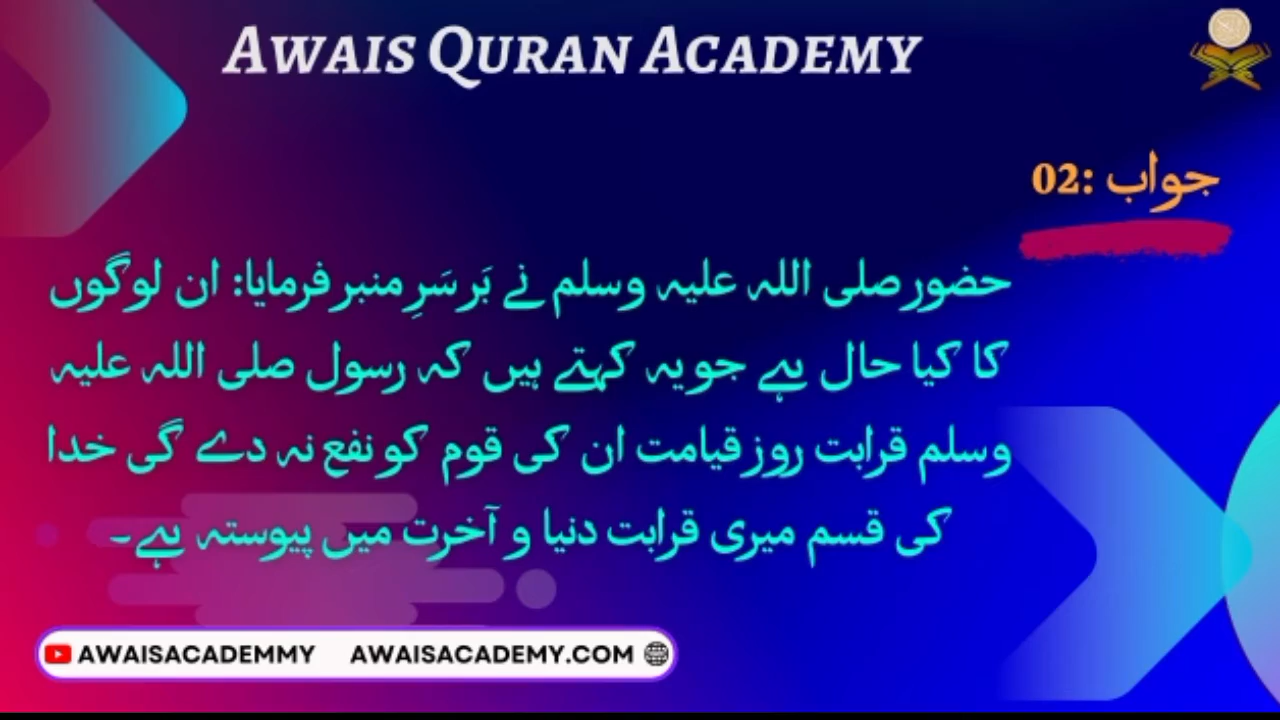 AWAIS QURAN ACADEMY
جواب :02
حضور صلی اللہ علیہ وسلم نے بَر سَرِ منبر فرمایا: ان لوگوں
کا کیا حال ہے جو یہ کہتے ہیں کہ رسول صلی اللہ علیہ
وسلم قرابت روز قیامت ان کی قوم کو نفع نہ دے گی خدا
کی قسم میری قرابت دنیا و آخرت میں پیوستہ ہے۔
AWAISACADEMMY AWAISACADEMY.COM